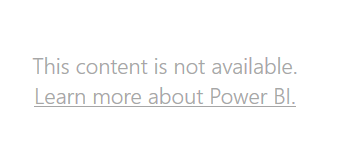 This content is not available.
Learn more about Power BI.